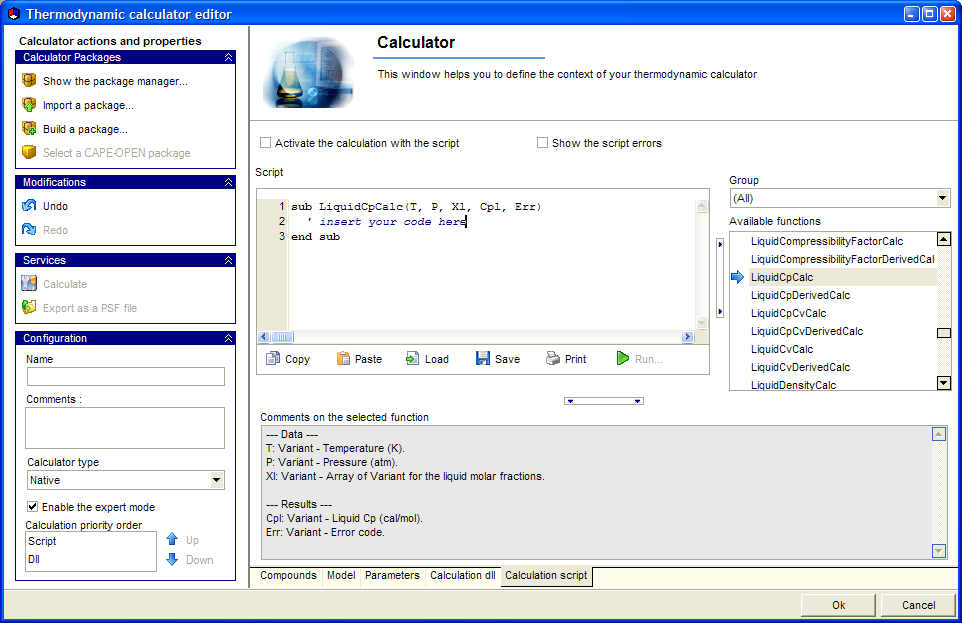 Thermodynamic calculator editor
Calculator actions and properties
Calculator Packages
Show the package manager...
Import a package...
Build a package...
Select a CAPE-OPEN package
Modifications
Undo
Redo
Services
Calculate
Export as a PSF file
Configuration
Name
Comments :
Calculator type
Native
Enable the expert mode
Calculation priority order
Script
Dll
Up
Down
Calculator
This window helps you to define the context of your thermodynamic calculator
Activate the calculation with the script
Show the script errors
Script
1 sub LiquidCpCalc(T, P, Xl, Cpl, Err)
2 ' insert your code here
3 end sub
Copy Paste Load Save Print Run...
Group
(All)
Available functions
LiquidCompressibilityFactorCalc
LiquidCompressibilityFactorDerivedCal
LiquidCpCalc
LiquidCpDerivedCalc
LiquidCpCvCalc
LiquidCpCvDerivedCalc
LiquidCvCalc
LiquidCvDerivedCalc
LiquidDensityCalc
Comments on the selected function
--- Data ---
T: Variant - Temperature (K).
P: Variant - Pressure (atm).
Xl: Variant - Array of Variant for the liquid molar fractions.
--- Results ---
Cpl: Variant - Liquid Cp (cal/mol).
Err: Variant - Error code.
Compounds Model Parameters Calculation dll Calculation script
Ok Cancel